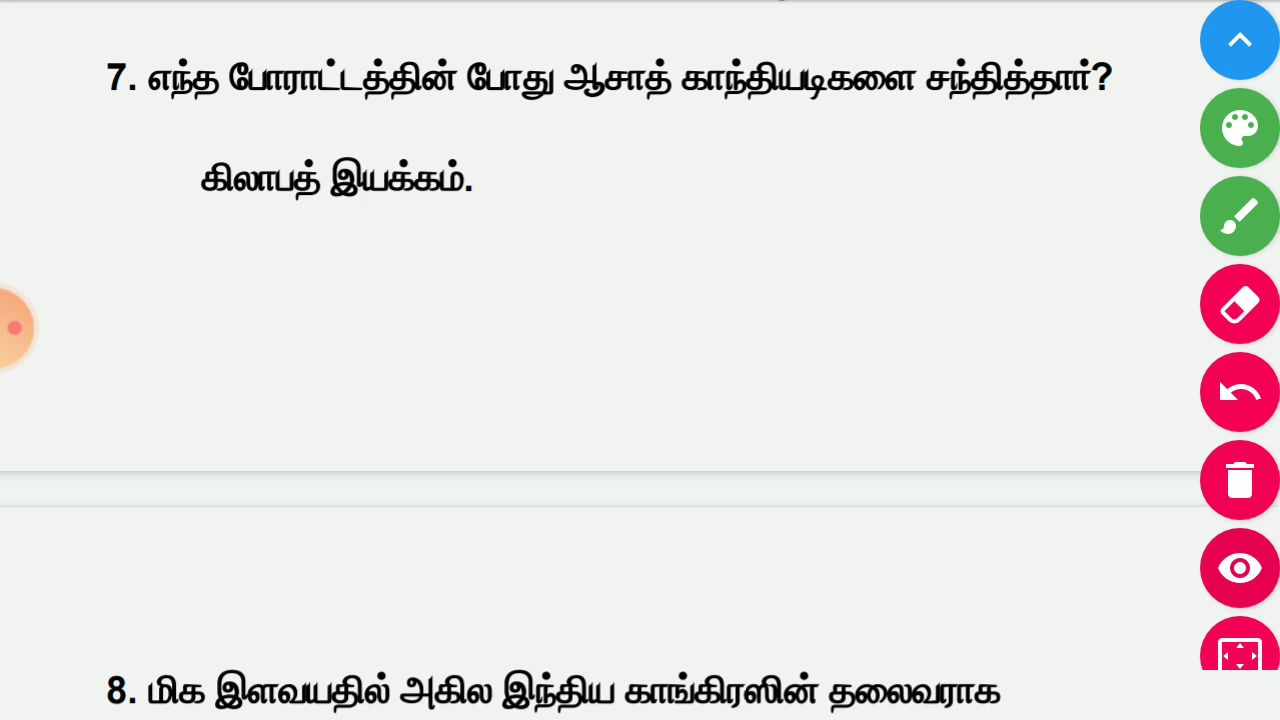 7. எந்த போராட்டத்தின் போது ஆசாத் காந்தியடிகளை சந்தித்தார்?
கிலாபத் இயக்கம்.
8. மிக இளவயதில் அகில இந்திய காங்கிரஸின் தலைவராக